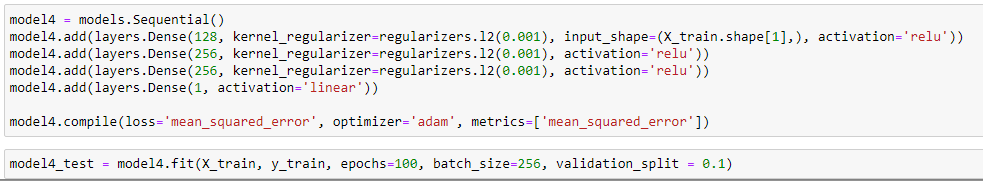 model4 = models.Sequential()
model4.add(layers.Dense(128, kernel_regularizer=regularizers.l2(0.001), input_shape=(X_train.shape[1],), activation='relu'))
model4.add(layers.Dense(256, kernel_regularizer=regularizers.l2(0.001), activation='relu'))
model4.add(layers.Dense(256, kernel_regularizer=regularizers.l2(0.001), activation='relu'))
model4.add(layers.Dense(1, activation='linear'))
model4.compile(loss='mean_squared_error', optimizer='adam', metrics=['mean_squared_error'])
model4_test = model4.fit(X_train, y_train, epochs=100, batch_size=256, validation_split = 0.1)